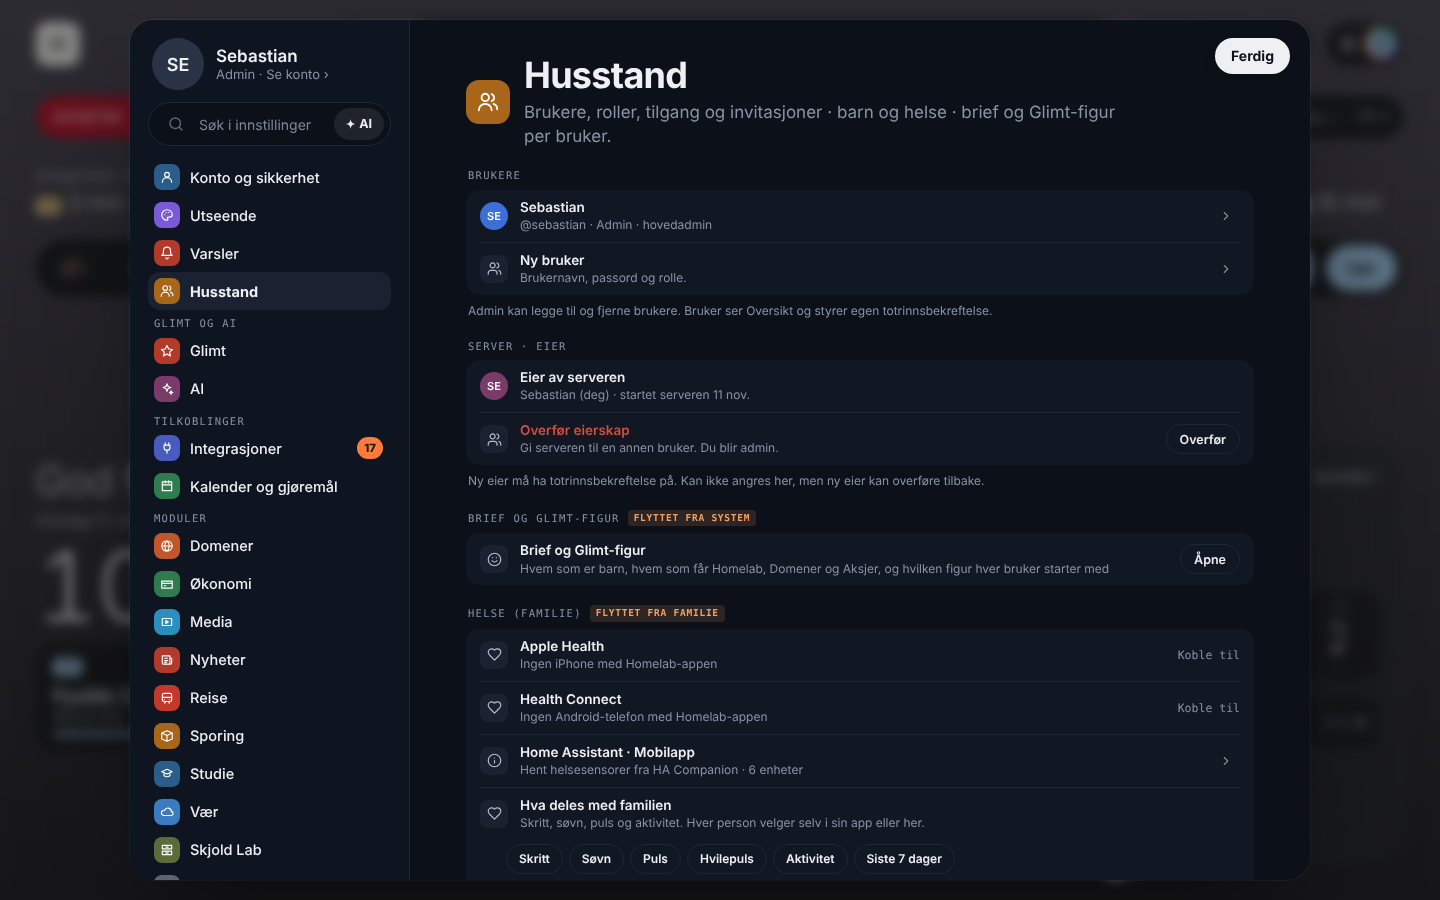 SE
Sebastian
Admin · Se konto ›
Søk i innstillinger
✦ AI
Konto og sikkerhet
Utseende
Varsler
Husstand
GLIMT OG AI
Glimt
AI
TILKOBLINGER
Integrasjoner
17
Kalender og gjøremål
MODULER
Domener
Økonomi
Media
Nyheter
Reise
Sporing
Studie
Vær
Skjold Lab
Ferdig
Husstand
Brukere, roller, tilgang og invitasjoner · barn og helse · brief og Glimt-figur
per bruker.
BRUKERE
SE
Sebastian
@sebastian · Admin · hovedadmin
Ny bruker
Brukernavn, passord og rolle.
Admin kan legge til og fjerne brukere. Bruker ser Oversikt og styrer egen totrinnsbekreftelse.
SERVER · EIER
SE
Eier av serveren
Sebastian (deg) · startet serveren 11 nov.
Overfør eierskap
Gi serveren til en annen bruker. Du blir admin.
Overfør
Ny eier må ha totrinnsbekreftelse på. Kan ikke angres her, men ny eier kan overføre tilbake.
BRIEF OG GLIMT-FIGUR FLYTTET FRA SYSTEM
Brief og Glimt-figur
Hvem som er barn, hvem som får Homelab, Domener og Aksjer, og hvilken figur hver bruker starter med
Åpne
HELSE (FAMILIE) FLYTTET FRA FAMILIE
Apple Health
Ingen iPhone med Homelab-appen
Koble til
Health Connect
Ingen Android-telefon med Homelab-appen
Koble til
Home Assistant · Mobilapp
Hent helsesensorer fra HA Companion · 6 enheter
Hva deles med familien
Skritt, søvn, puls og aktivitet. Hver person velger selv i sin app eller her.
Skritt
Søvn
Puls
Hvilepuls
Aktivitet
Siste 7 dager